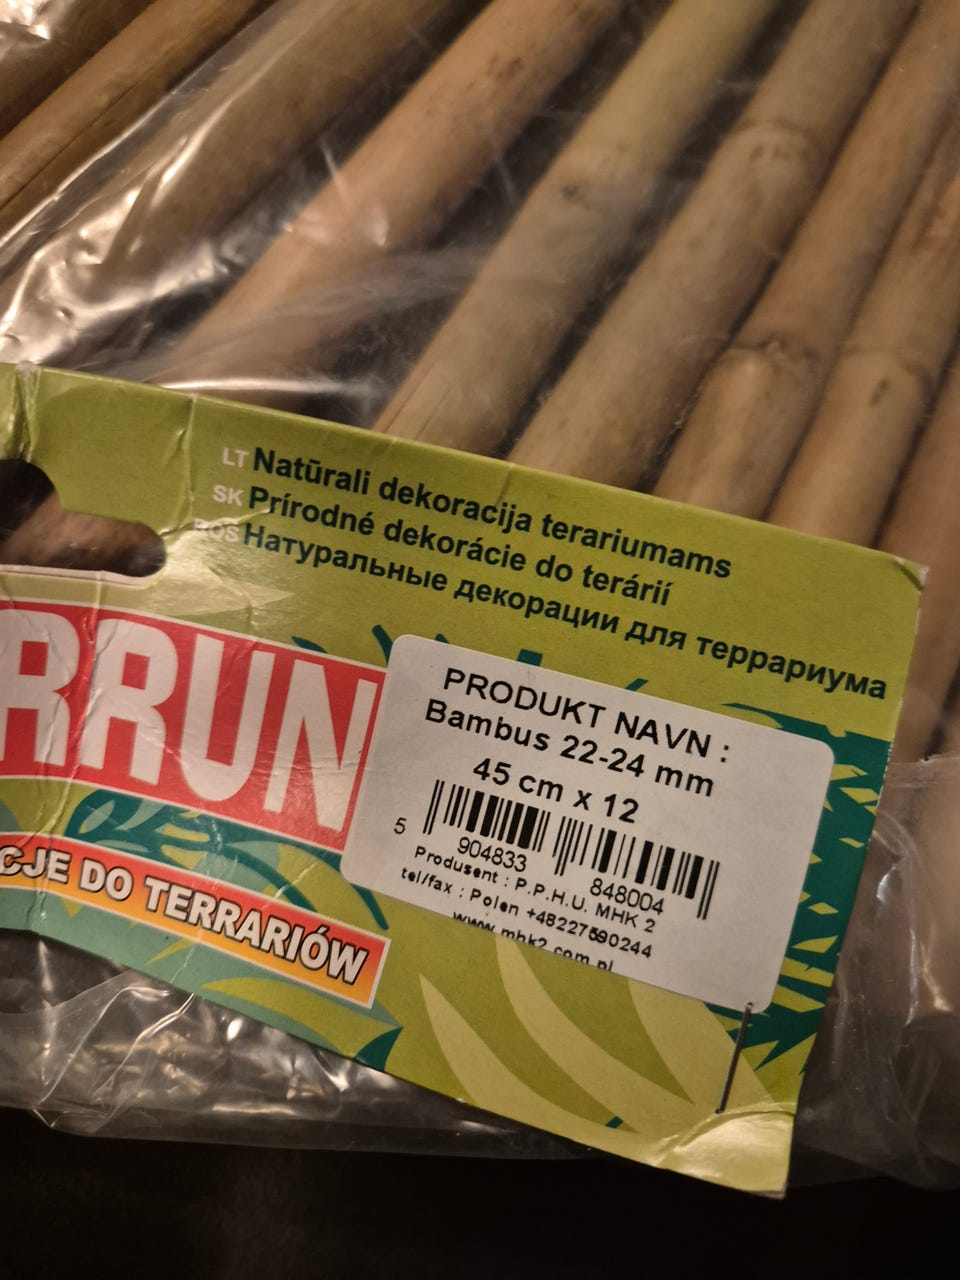 LT Natūrali dekoracija terariumams
SK Prírodné dekorácie do terárií
ROS Натуральные декорации для террариума
RRUN
CJE DO TERRARIÓW
PRODUKT NAVN :
Bambus 22-24 mm
45 cm x 12
5 904833 848004
Produsent : P.P.H.U. MHK 2
tel/fax : Polen +48227590244
www.mhk2.com.pl